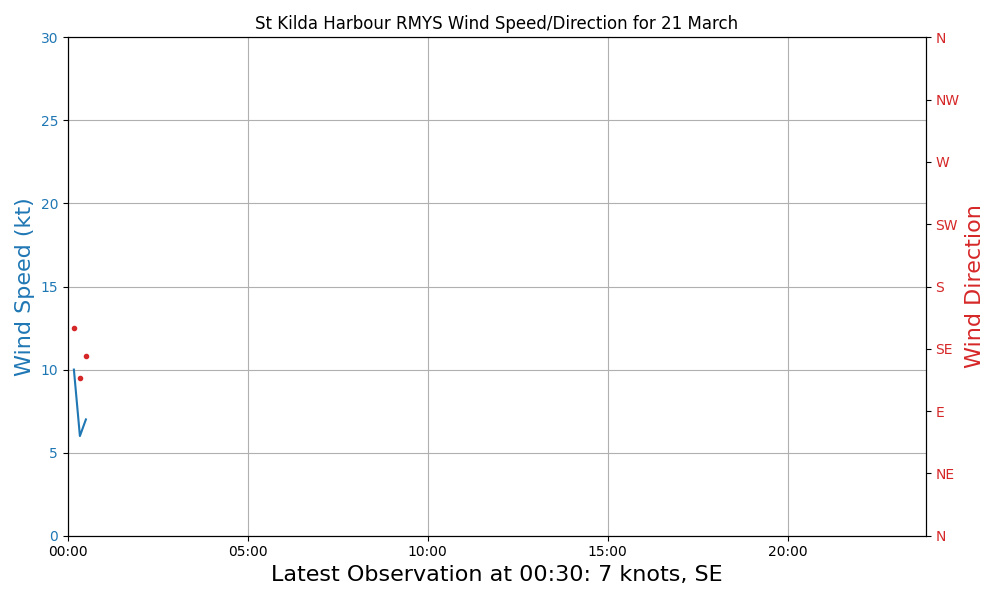 St Kilda Harbour RMYS Wind Speed/Direction for 21 March
Wind Speed (kt)
30
25
20
15
10
5
0
N
NW
W
SW
S
SE
E
NE
N
Wind Direction
00:00 05:00 10:00 15:00 20:00
Latest Observation at 00:30: 7 knots, SE